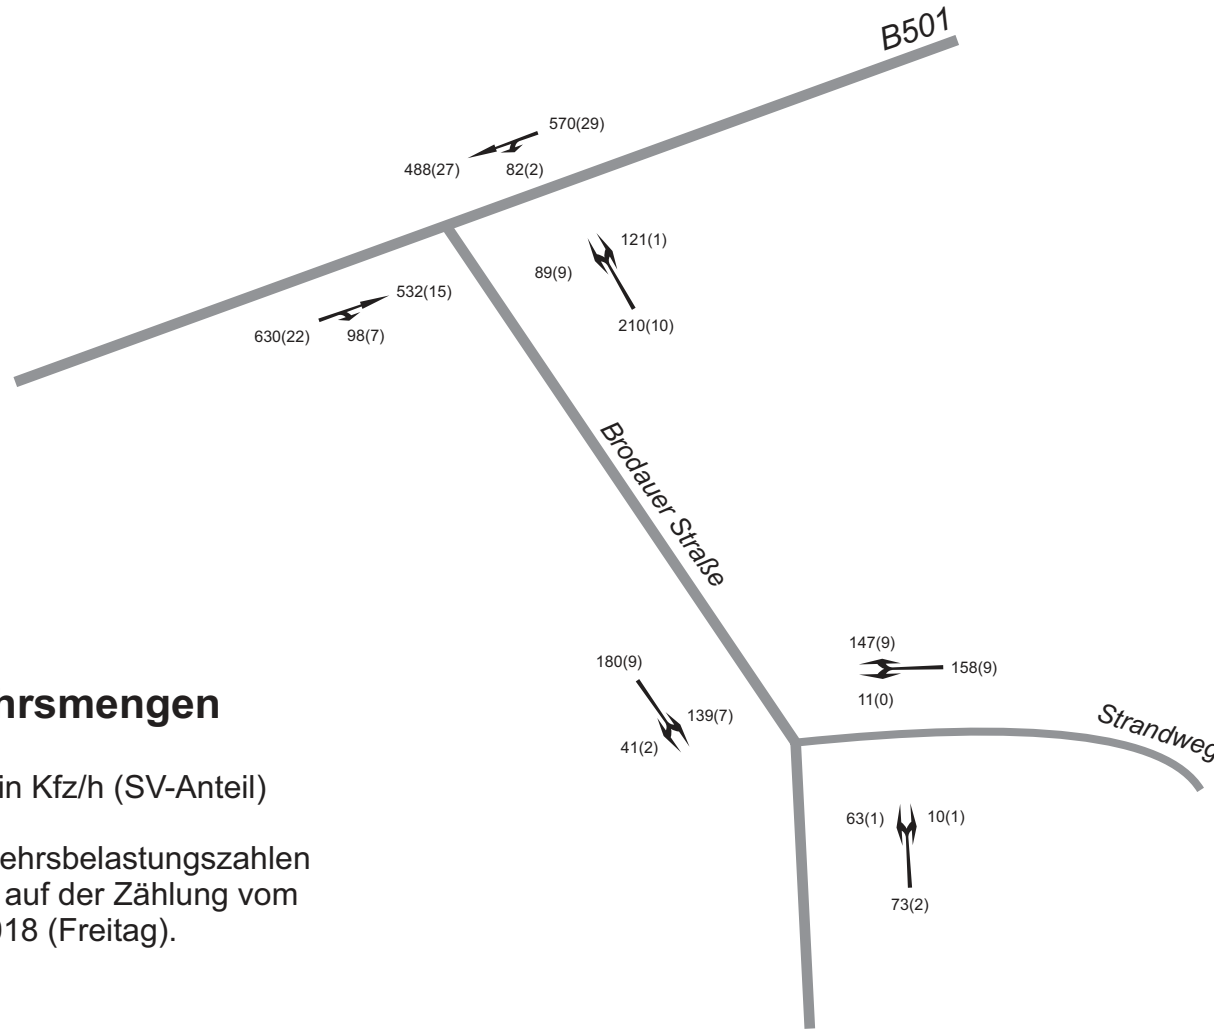 B501
570(29)
488(27)
82(2)
121(1)
89(9)
532(15)
630(22)
98(7)
210(10)
Brodauer Straße
147(9)
180(9)
158(9)
11(0)
139(7)
41(2)
Strandweg
hrsmengen
in Kfz/h (SV-Anteil)
63(1)
10(1)
ehrsbelastungszahlen
auf der Zählung vom
73(2)
018 (Freitag).